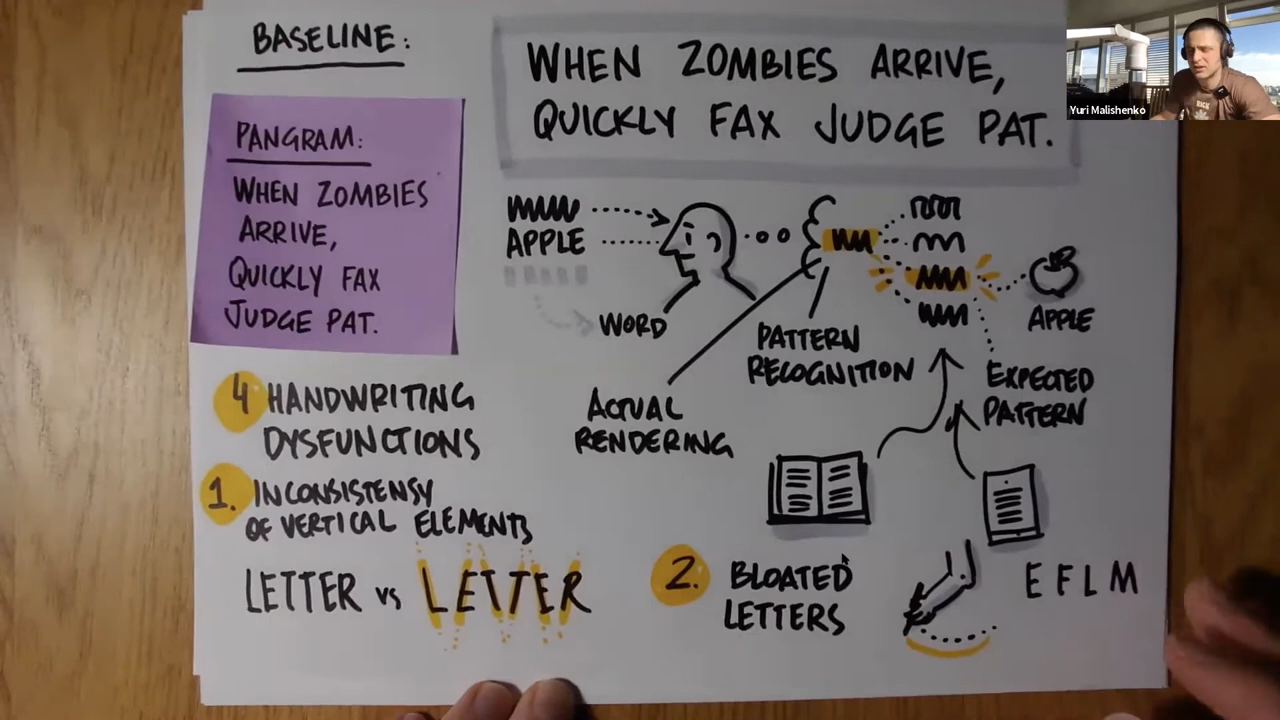 BASELINE:
WHEN ZOMBIES ARRIVE,
QUICKLY FAX JUDGE PAT.
Yuri Malishenko
RICK
PANGRAM:
WHEN ZOMBIES
ARRIVE,
QUICKLY FAX
JUDGE PAT.
APPLE
WORD
PATTERN
RECOGNITION
APPLE
EXPECTED
PATTERN
ACTUAL
RENDERING
4 HANDWRITING
DYSFUNCTIONS
1. INCONSISTENSY
OF VERTICAL ELEMENTS
LETTER vs LETTER
2. BLOATED
LETTERS
E F L M